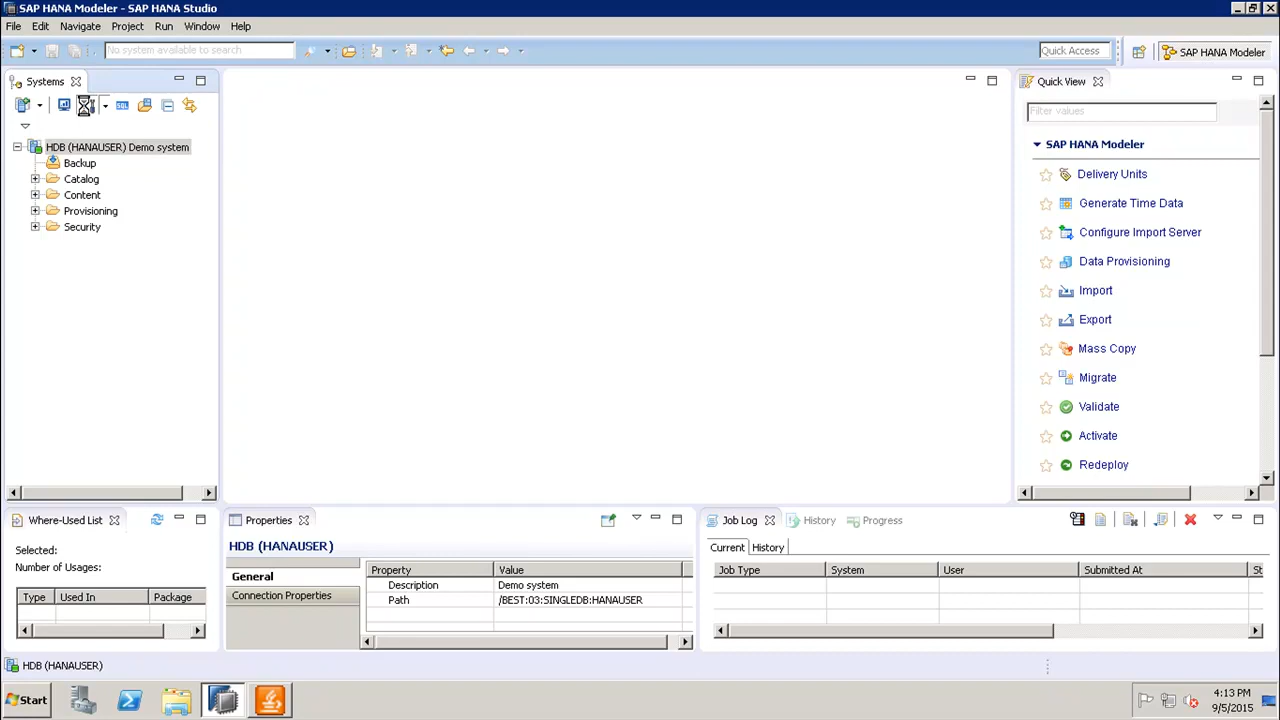 SAP HANA Modeler - SAP HANA Studio
File Edit Navigate Project Run Window Help
No system available to search
Quick Access
SAP HANA Modeler
Systems
SQL
HDB (HANAUSER) Demo system
Backup
Catalog
Content
Provisioning
Security
Quick View
Filter values
SAP HANA Modeler
Delivery Units
Generate Time Data
Configure Import Server
Data Provisioning
Import
Export
Mass Copy
Migrate
Validate
Activate
Redeploy
Where-Used List
Selected:
Number of Usages:
Type Used In Package
Properties
HDB (HANAUSER)
General
Connection Properties
Property Value
Description Demo system
Path /BEST:03:SINGLEDB:HANAUSER
Job Log History Progress
Current History
Job Type System User Submitted At St
HDB (HANAUSER)
Start
4:13 PM
9/5/2015